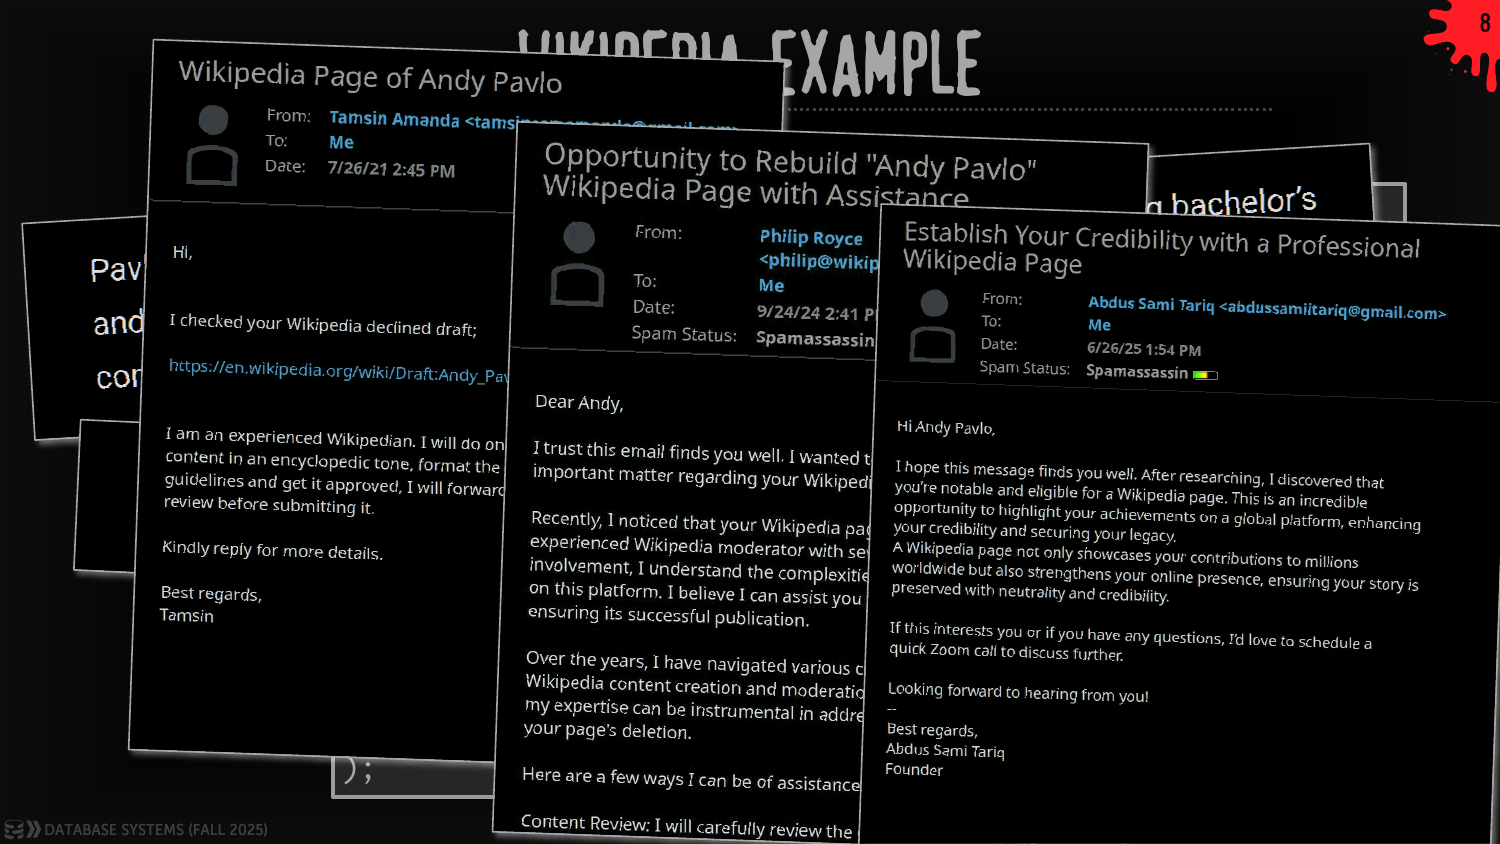 WIKIPEDIA EXAMPLE
8
Wikipedia Page of Andy Pavlo
From: Tamsin Amanda
To: Me
Date: 7/26/21 2:45 PM
Hi,
I checked your Wikipedia declined draft;
https://en.wikipedia.org/wiki/Draft:Andy_Pav
I am an experienced Wikipedian. I will do on
content in an encyclopedic tone, format the
guidelines and get it approved, I will forward
review before submitting it.
Kindly reply for more details.
Best regards,
Tamsin
Opportunity to Rebuild "Andy Pavlo"
Wikipedia Page with Assistance
From: Philip Royce
<philip@wikip
To: Me
Date: 9/24/24 2:41 P
Spam Status: Spamassassin
Dear Andy,
I trust this email finds you well. I wanted t
important matter regarding your Wikipedi
Recently, I noticed that your Wikipedia pag
experienced Wikipedia moderator with sev
involvement, I understand the complexitie
on this platform. I believe I can assist you
ensuring its successful publication.
Over the years, I have navigated various c
Wikipedia content creation and moderatio
my expertise can be instrumental in addre
your page's deletion.
Here are a few ways I can be of assistance
Content Review: I will carefully review the
bachelor's
Establish Your Credibility with a Professional
Wikipedia Page
From: Abdus Sami Tariq <abdussamiitariq@gmail.com>
To: Me
Date: 6/26/25 1:54 PM
Spam Status: Spamassassin
Hi Andy Pavlo,
I hope this message finds you well. After researching, I discovered that
you're notable and eligible for a Wikipedia page. This is an incredible
opportunity to highlight your achievements on a global platform, enhancing
your credibility and securing your legacy.
A Wikipedia page not only showcases your contributions to millions
worldwide but also strengthens your online presence, ensuring your story is
preserved with neutrality and credibility.
If this interests you or if you have any questions, I'd love to schedule a
quick Zoom call to discuss further.
Looking forward to hearing from you!
--
Best regards,
Abdus Sami Tariq
Founder
Pav
and
cor
);
DATABASE SYSTEMS (FALL 2025)